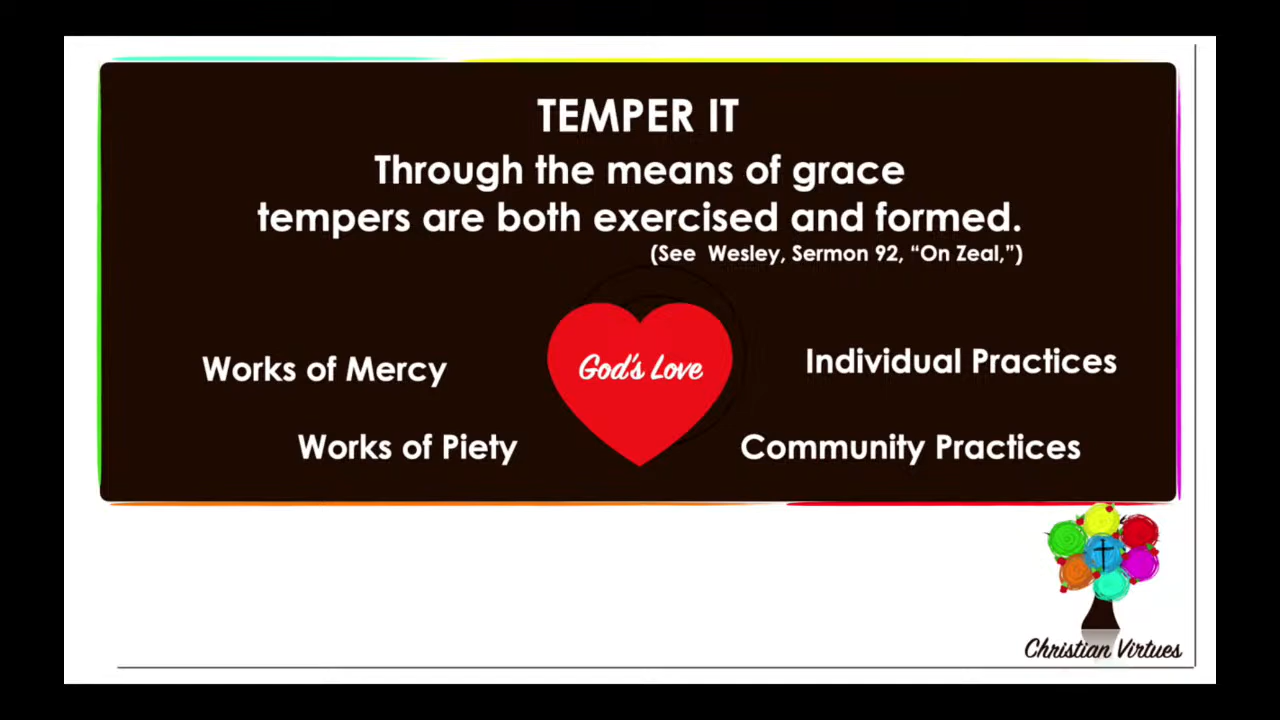 TEMPER IT
Through the means of grace
tempers are both exercised and formed.
(See Wesley, Sermon 92, “On Zeal,”)
Works of Mercy
God's Love
Individual Practices
Works of Piety
Community Practices
Christian Virtues